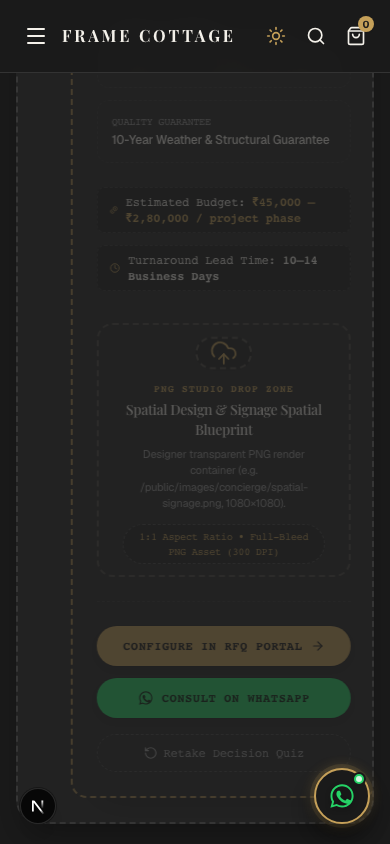 FRAME COTTAGE
0
QUALITY GUARANTEE
10-Year Weather & Structural Guarantee
Estimated Budget: ₹45,000 —
₹2,80,000 / project phase
Turnaround Lead Time: 10–14
Business Days
PNG STUDIO DROP ZONE
Spatial Design & Signage Spatial
Blueprint
Designer transparent PNG render
container (e.g.
/public/images/concierge/spatial-
signage.png, 1080×1080).
1:1 Aspect Ratio • Full-Bleed
PNG Asset (300 DPI)
CONFIGURE IN RFQ PORTAL →
CONSULT ON WHATSAPP
Retake Decision Quiz
N